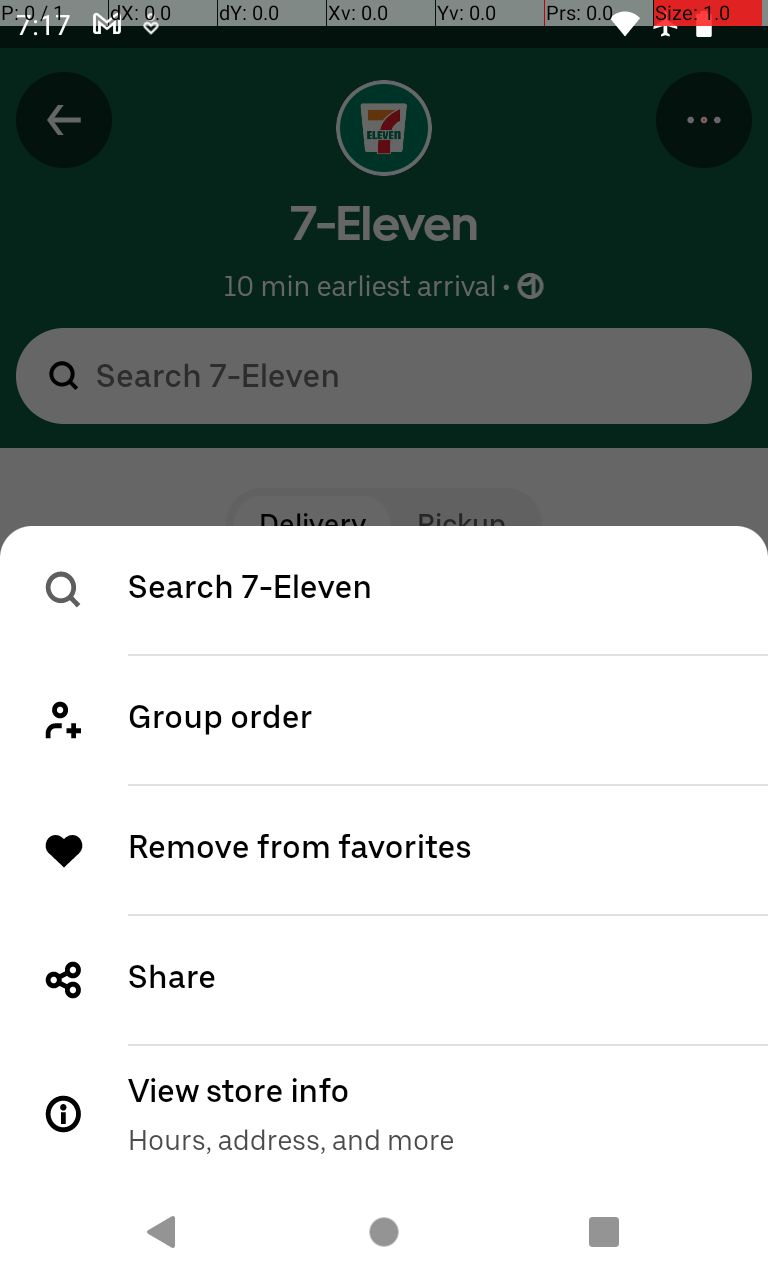 P: 0 / 1 dX: 0.0 dY: 0.0 Xv: 0.0 Yv: 0.0 Prs: 0.0 Size: 1.0
7:17
ELEVEN
7-Eleven
10 min earliest arrival •
Search 7-Eleven
Delivery Pickup
Search 7-Eleven
Group order
Remove from favorites
Share
View store info
Hours, address, and more